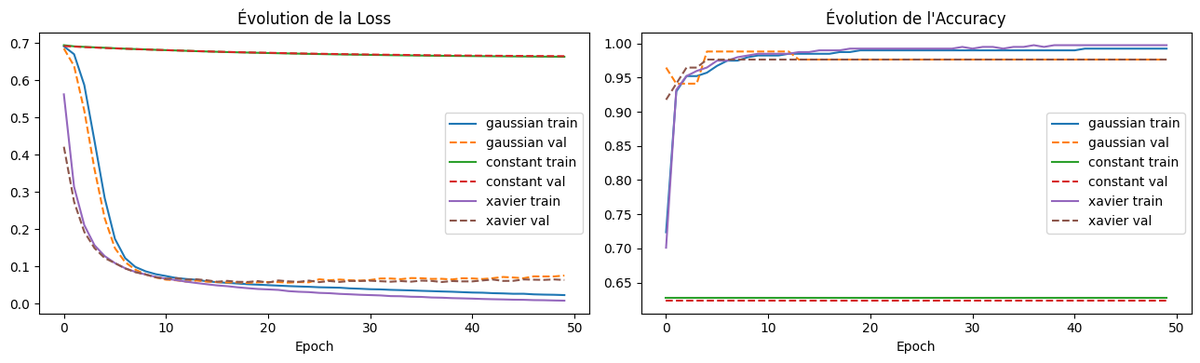 Évolution de la Loss
0.7
0.6
0.5
0.4
0.3
0.2
0.1
0.0
gaussian train
gaussian val
constant train
constant val
xavier train
xavier val
0 10 20 30 40 50
Epoch
Évolution de l'Accuracy
1.00
0.95
0.90
0.85
0.80
0.75
0.70
0.65
gaussian train
gaussian val
constant train
constant val
xavier train
xavier val
0 10 20 30 40 50
Epoch